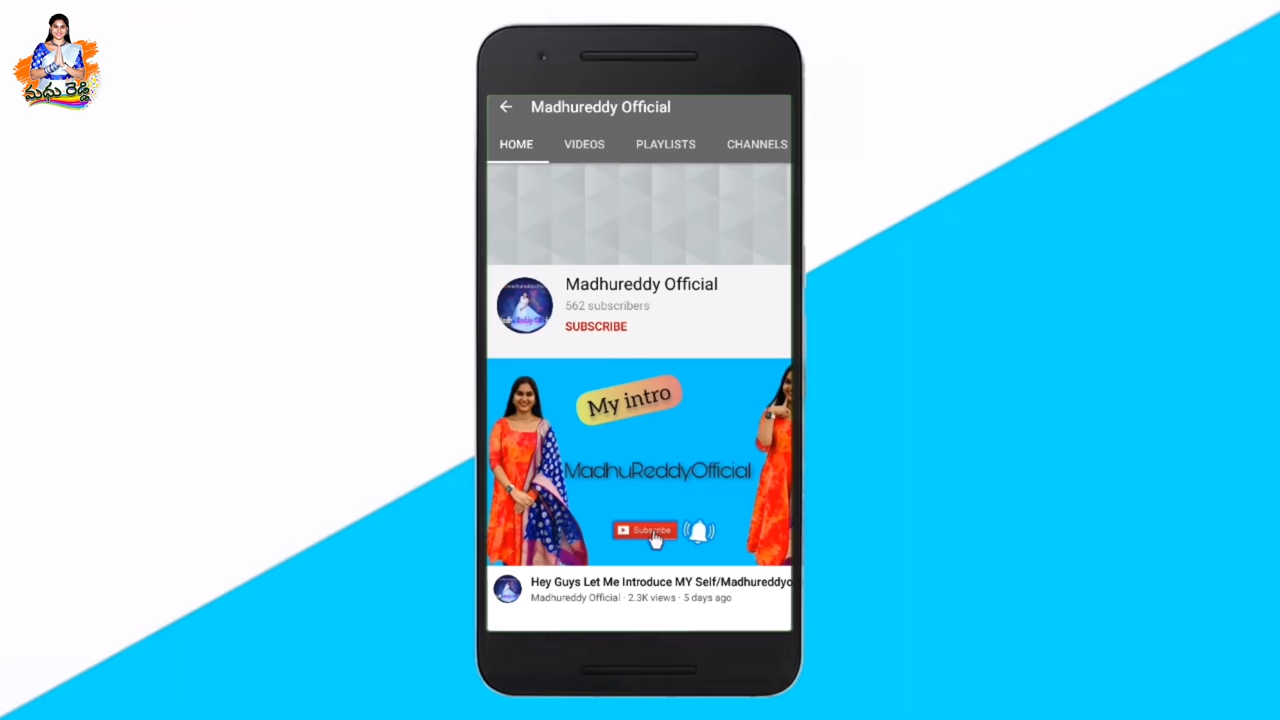 మధు రెడ్డి
Madhureddy Official
HOME VIDEOS PLAYLISTS CHANNELS
Madhureddy Official
562 subscribers
SUBSCRIBE
My intro
MadhuReddyOfficial
Subscribe
Hey Guys Let Me Introduce MY Self/Madhureddyo
Madhureddy Official · 2.3K views · 5 days ago